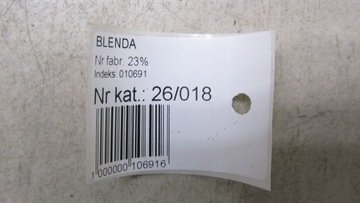 BLENDA
Nr fabr. 23%
Indeks: 010691
Nr kat.: 26/018
1 000000 106916